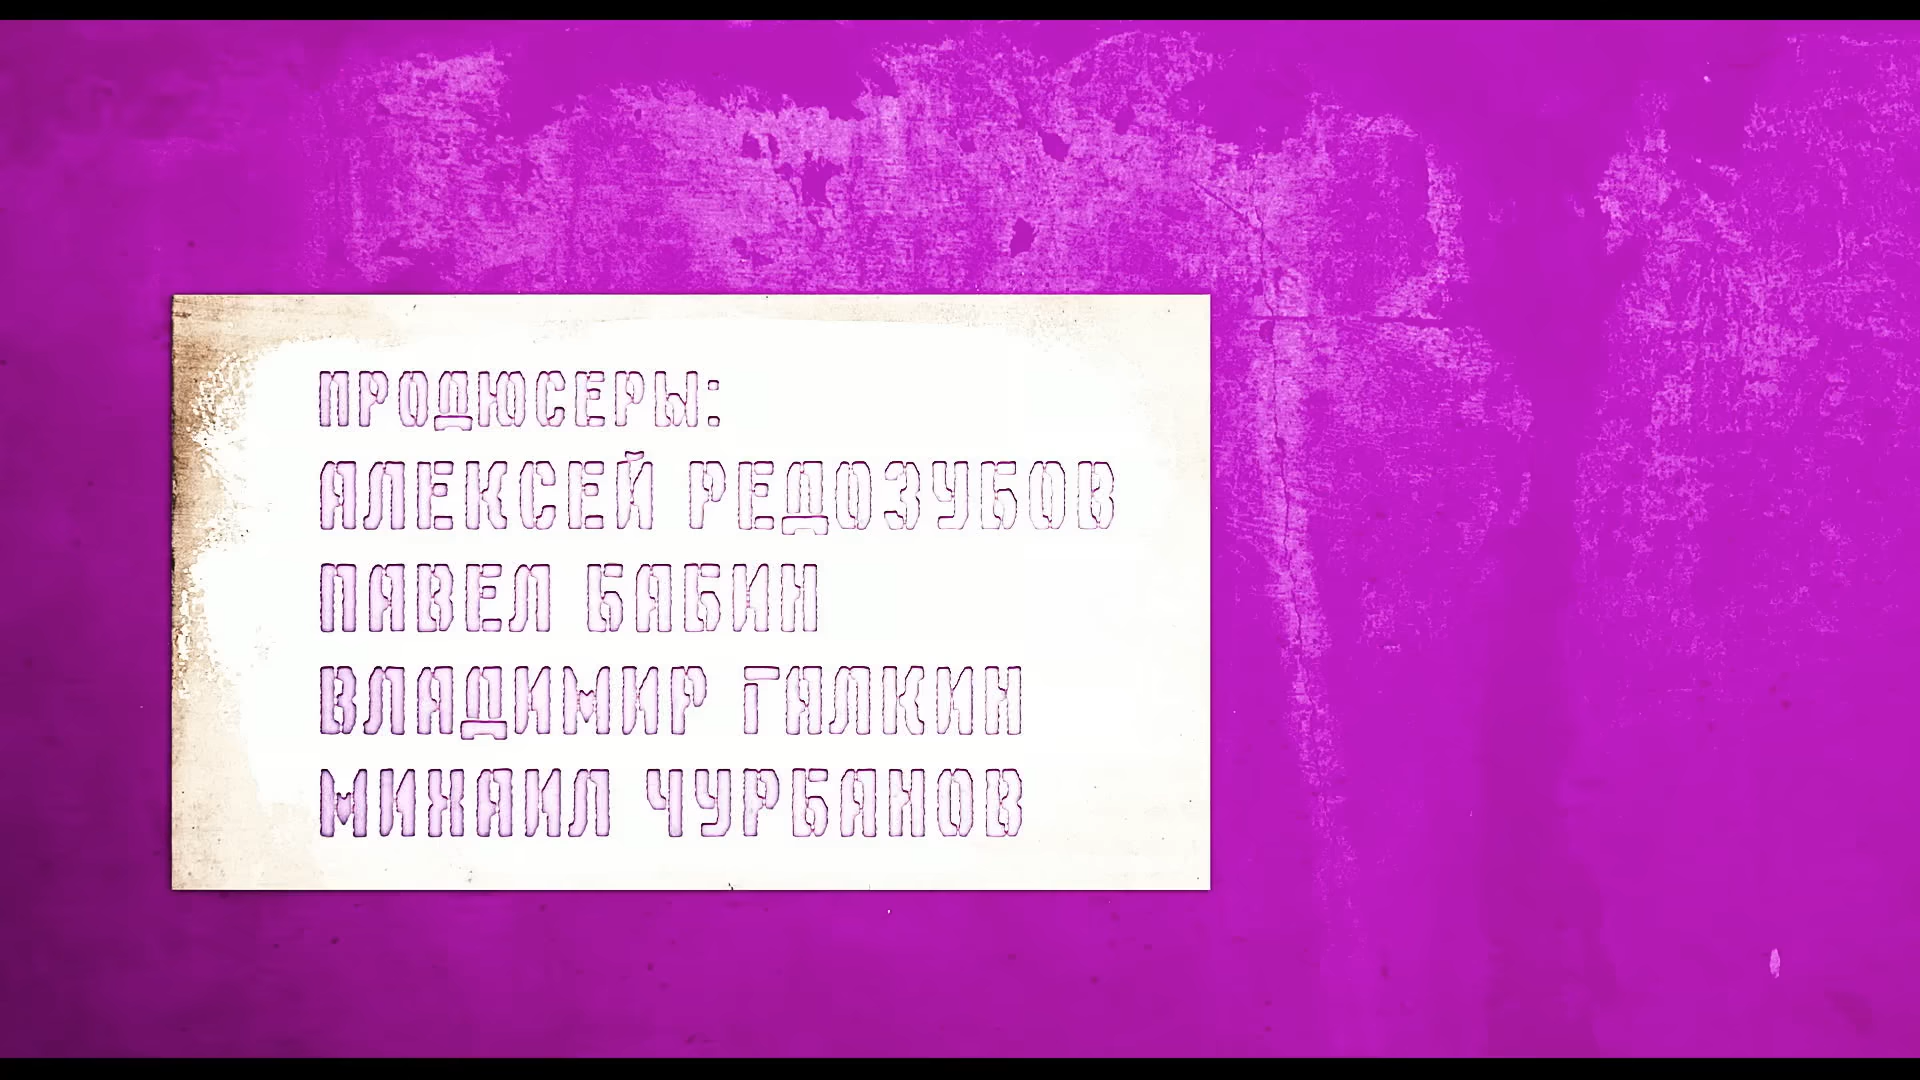 ПРОДЮСЕРЫ:
АЛЕКСЕЙ РЕДОЗУБОВ
ПАВЕЛ БАБИН
ВЛАДИМИР ГАЛКИН
МИХАИЛ ЧУРБАНОВ